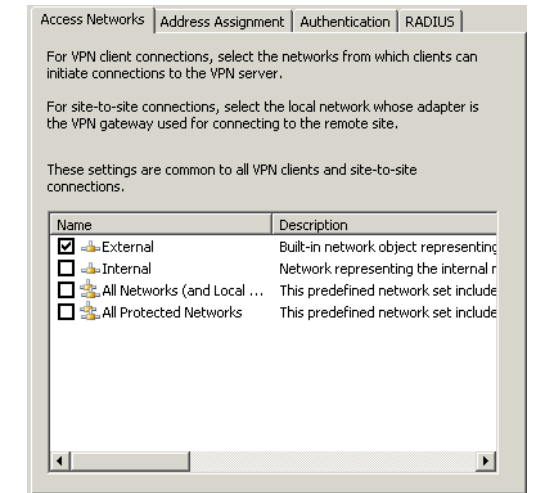 Access Networks Address Assignment Authentication RADIUS
For VPN client connections, select the networks from which clients can
initiate connections to the VPN server.
For site-to-site connections, select the local network whose adapter is
the VPN gateway used for connecting to the remote site.
These settings are common to all VPN clients and site-to-site
connections.
Name Description
External Built-in network object representing
Internal Network representing the internal r
All Networks (and Local ... This predefined network set include
All Protected Networks This predefined network set include